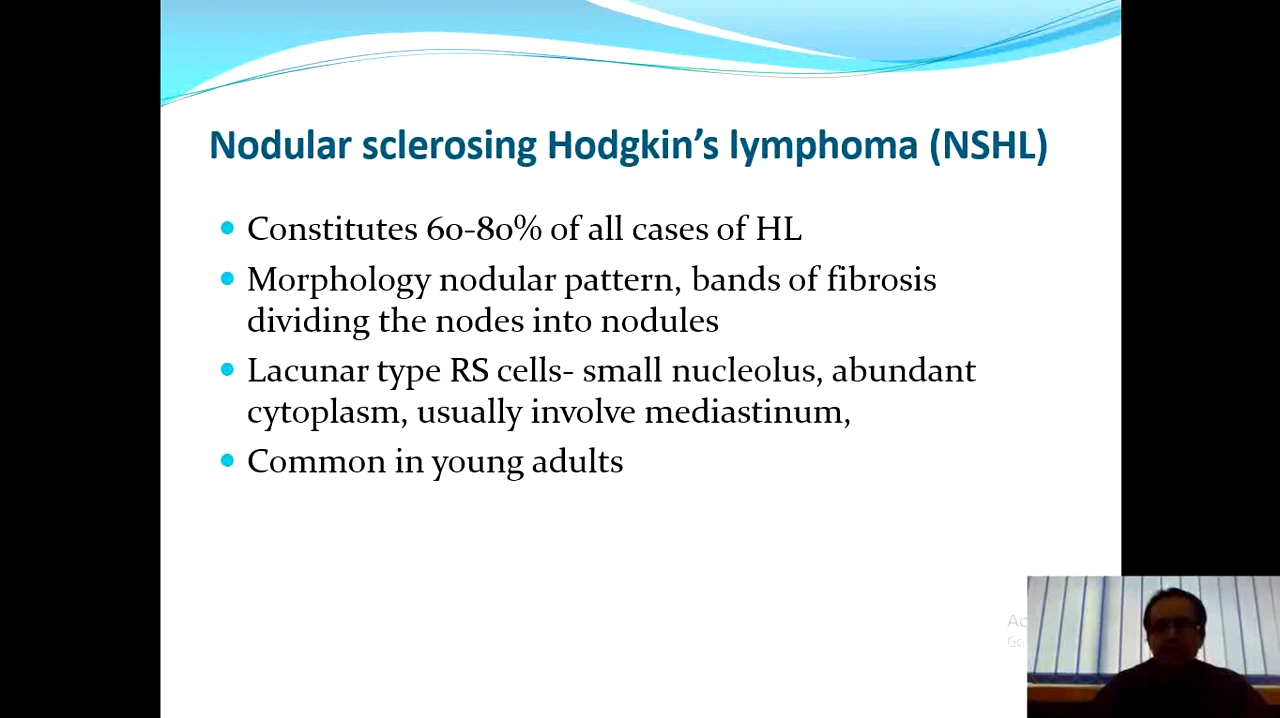 Nodular sclerosing Hodgkin's lymphoma (NSHL)
• Constitutes 60-80% of all cases of HL
• Morphology nodular pattern, bands of fibrosis
dividing the nodes into nodules
• Lacunar type RS cells- small nucleolus, abundant
cytoplasm, usually involve mediastinum,
• Common in young adults